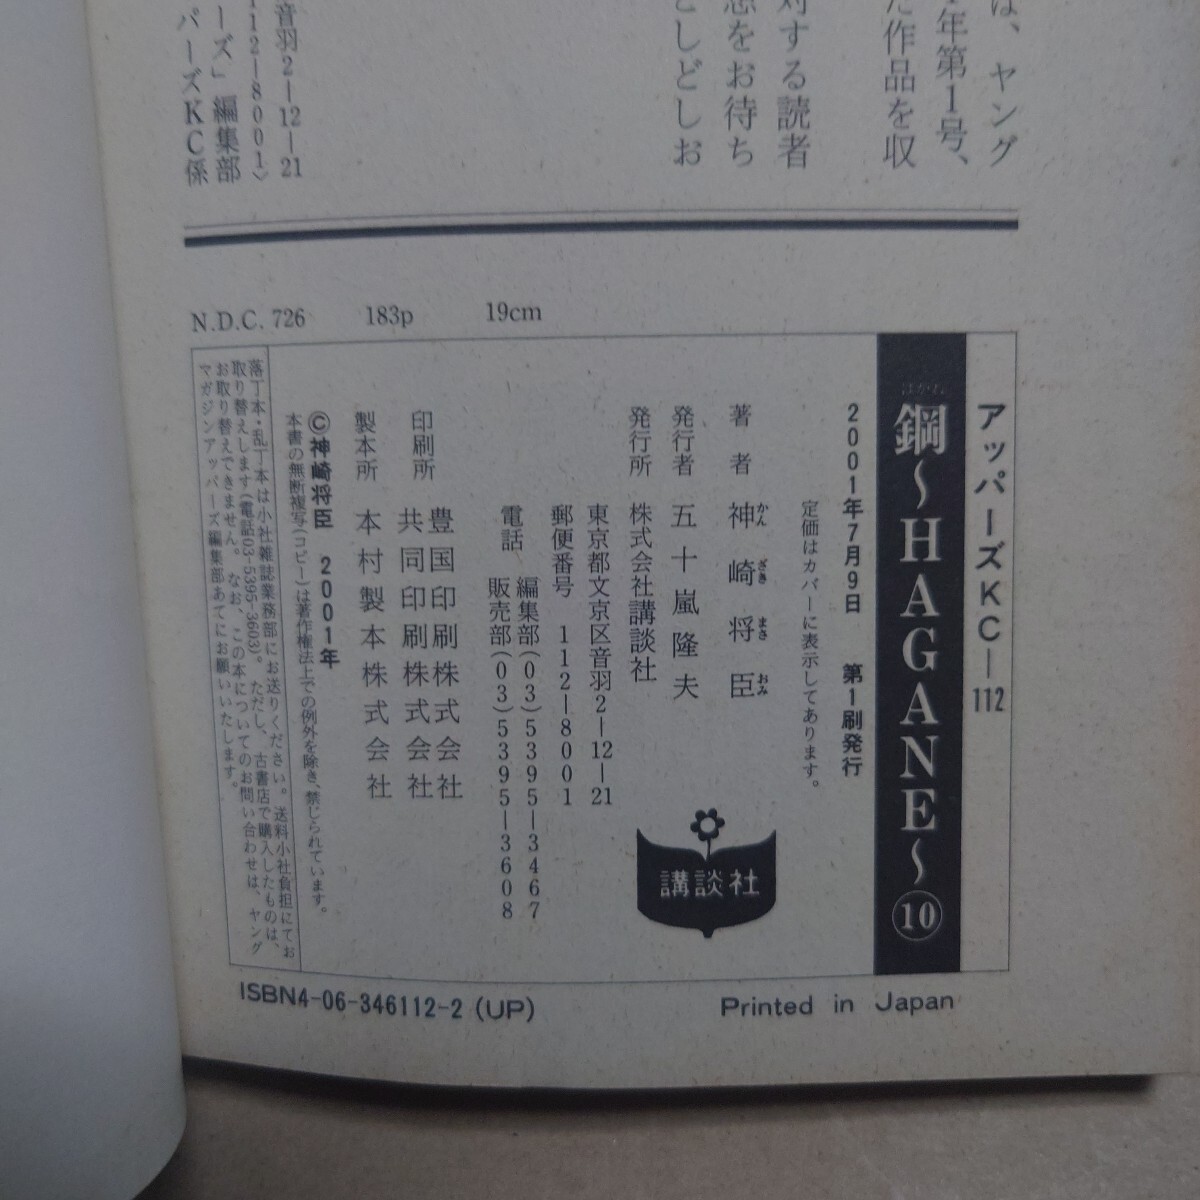 は、ヤング
年第1号、
作品を収
対する読者
をお待ち
としどしお
音羽2―12―21
112―8001〉
ーズ」編集部
パーズKC係
N.D.C. 726　183p　19cm
アッパーズKC―112
鋼～HAGANE～⑩
はがね
2001年7月9日　第1刷発行
定価はカバーに表示してあります。
著者　神崎将臣
かんざきまさおみ
発行者　五十嵐隆夫
発行所　株式会社講談社
東京都文京区音羽2―12―21
郵便番号　112―8001
電話　編集部(03)5395―3467
販売部(03)5395―3608
講談社
印刷所　豊国印刷株式会社
共同印刷株式会社
製本所　本村製本株式会社
©神崎将臣　2001年
本書の無断複写(コピー)は著作権法上での例外を除き、禁じられています。
落丁本・乱丁本は小社雑誌業務部にお送りください。送料小社負担にてお
取り替えします(電話03-5395-3603)。ただし、古書店で購入したものは、
お取り替えできません。なお、この本についてのお問い合わせは、ヤング
マガジンアッパーズ編集部あてにお願いいたします。
ISBN4-06-346112-2 (UP)
Printed in Japan